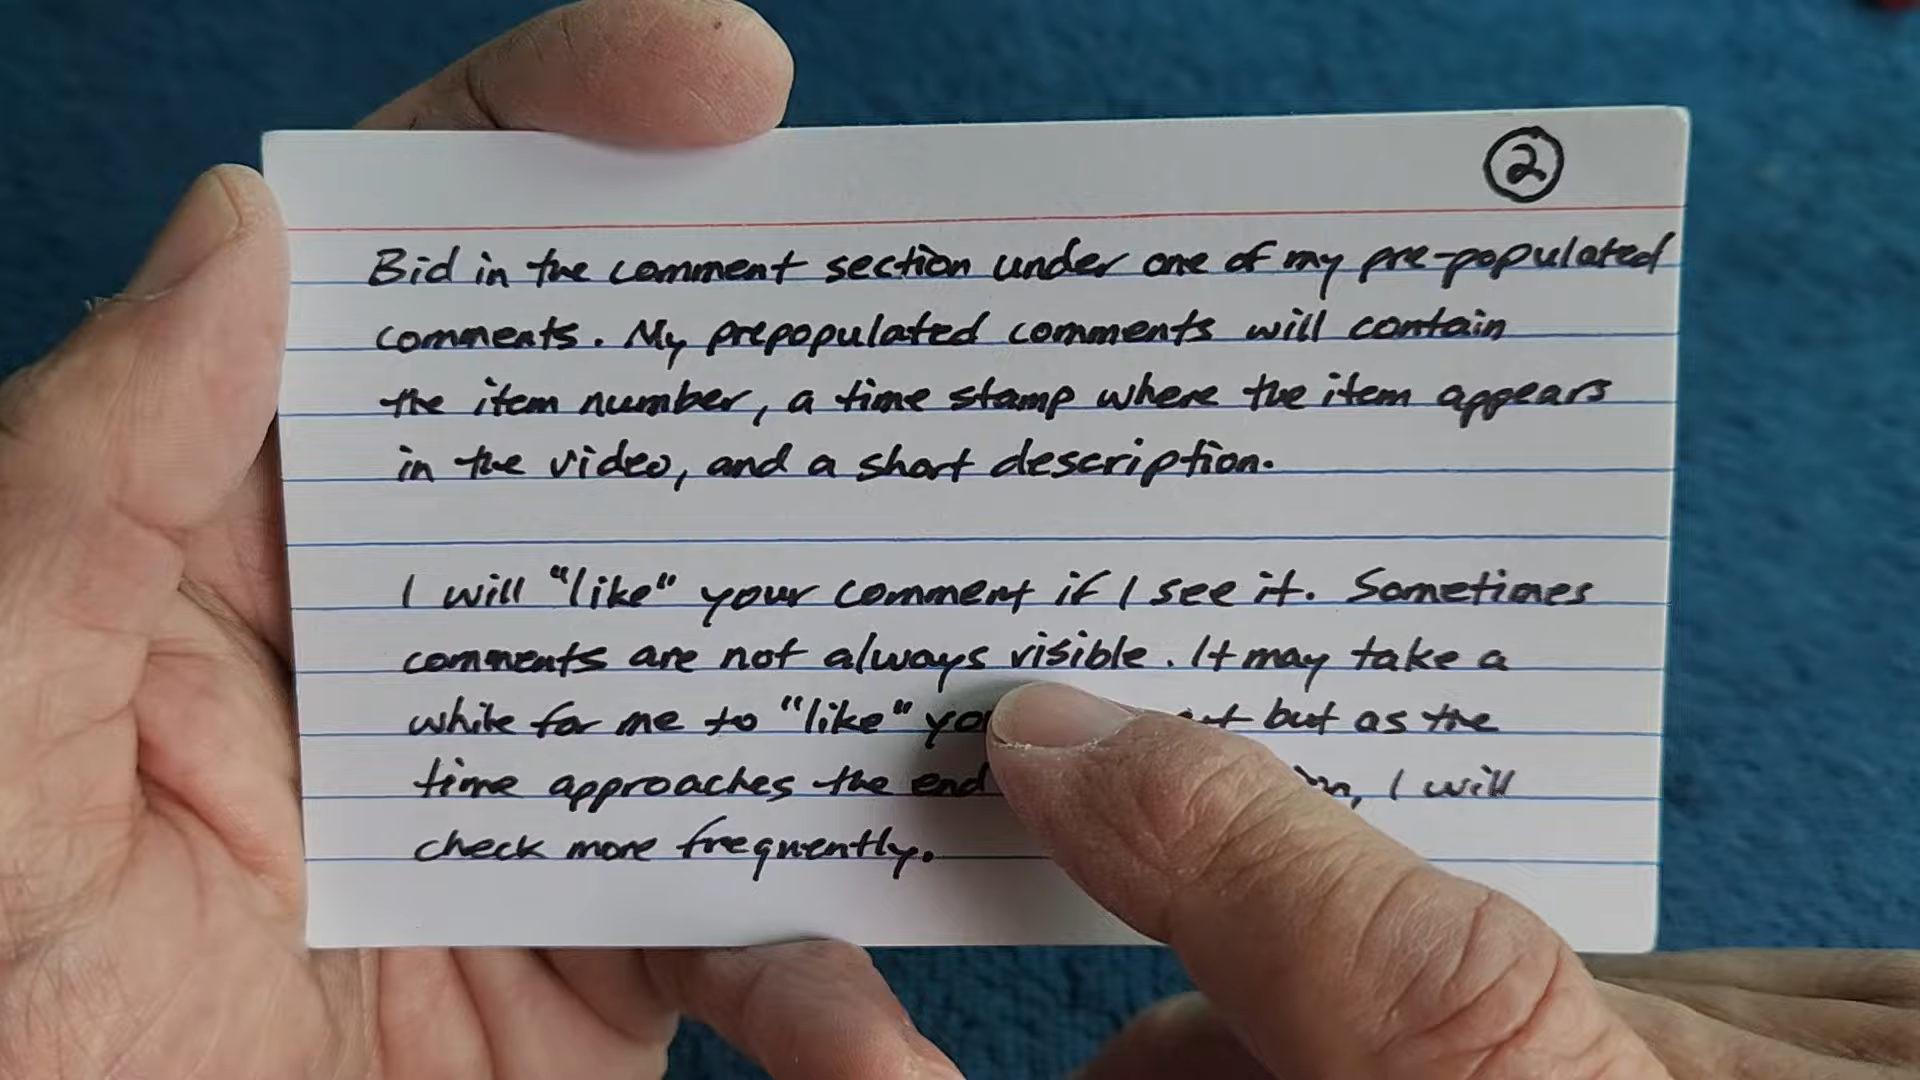 2
Bid in the comment section under one of my pre-populated
comments. My prepopulated comments will contain
the item number, a time stamp where the item appears
in the video, and a short description.
I will "like" your comment if I see it. Sometimes
comments are not always visible. It may take a
while for me to "like" but as the
time approaches the end I will
check more frequently.